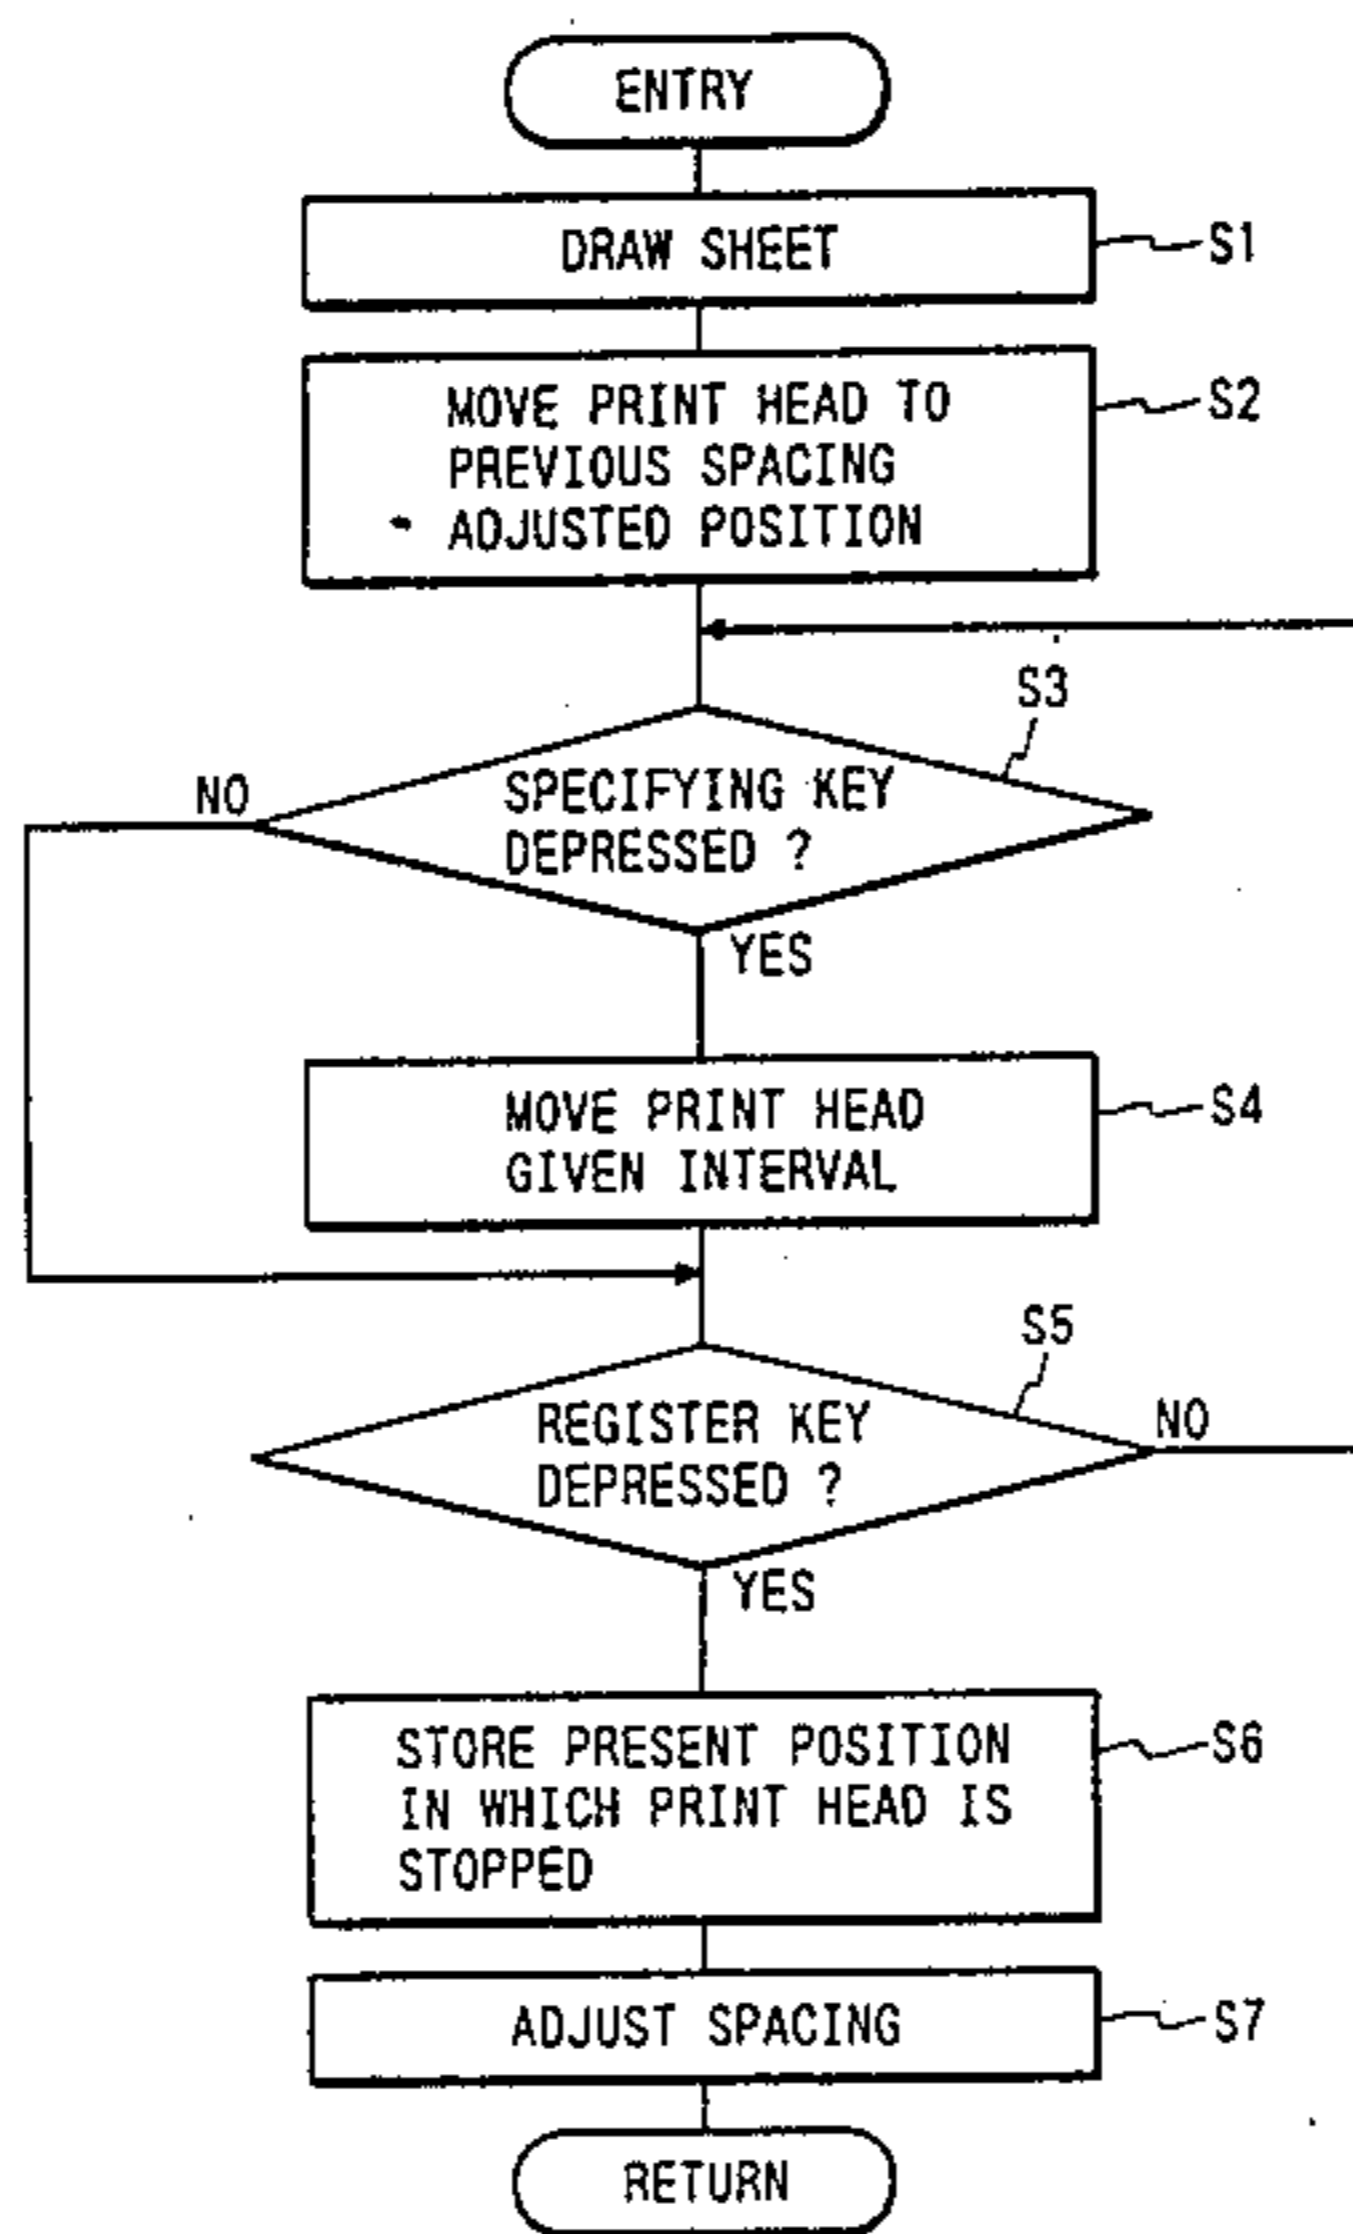 ENTRY
DRAW SHEET
S1
MOVE PRINT HEAD TO
PREVIOUS SPACING
ADJUSTED POSITION
S2
S3
NO
SPECIFYING KEY
DEPRESSED ?
YES
MOVE PRINT HEAD
GIVEN INTERVAL
S4
S5
REGISTER KEY
DEPRESSED ?
NO
YES
STORE PRESENT POSITION
IN WHICH PRINT HEAD IS
STOPPED
S6
ADJUST SPACING
S7
RETURN